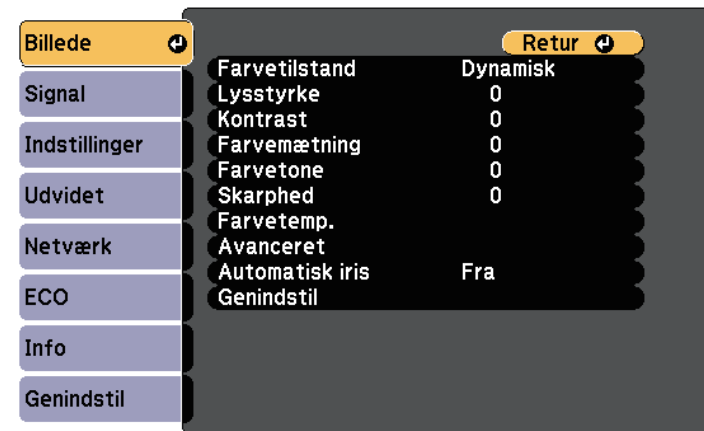 Billede
Signal
Indstillinger
Udvidet
Netværk
ECO
Info
Genindstil
Retur
Farvetilstand Dynamisk
Lysstyrke 0
Kontrast 0
Farvemætning 0
Farvetone 0
Skarphed 0
Farvetemp.
Avanceret
Automatisk iris Fra
Genindstil